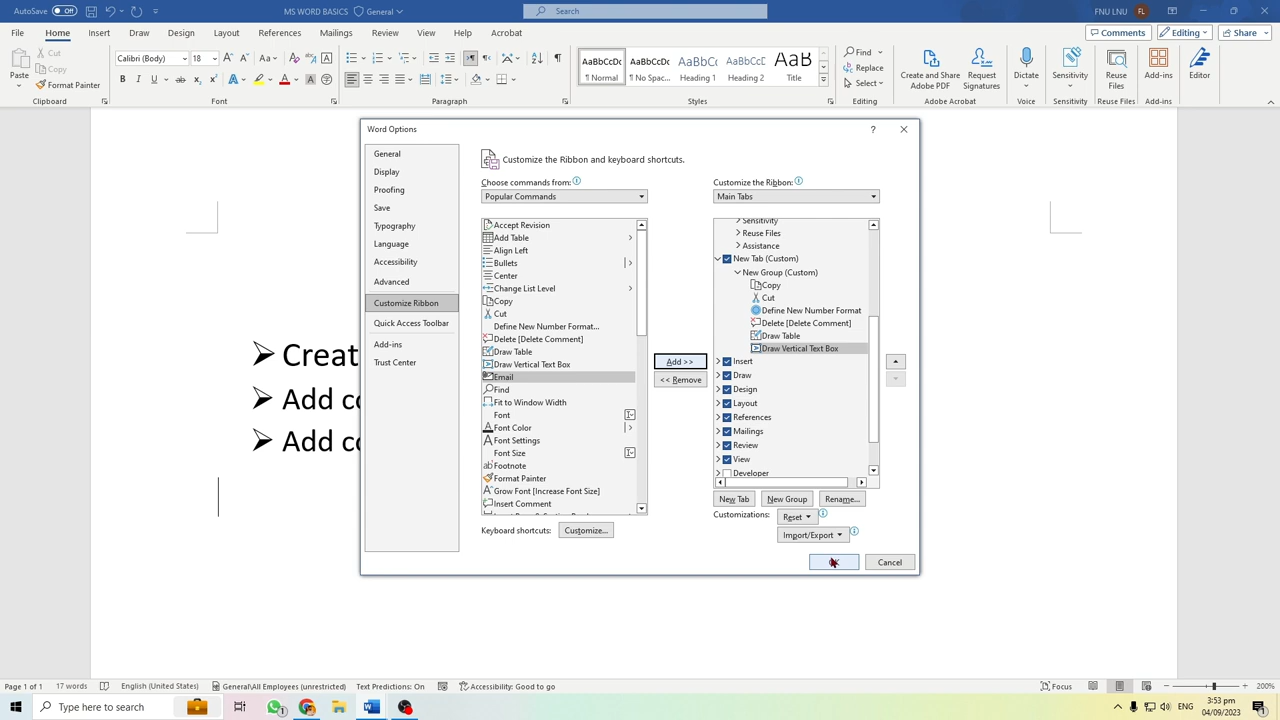 AutoSave Off MS WORD BASICS General Search FNU LNU
File Home Insert Draw Design Layout References Mailings Review View Help Acrobat Comments Editing Share
Paste Cut Copy Format Painter
Clipboard
Calibri (Body) 18
Font
Paragraph
AaBbCcDc AaBbCcDc AaBbCc AaBbCcC AaB
¶ Normal ¶ No Spac... Heading 1 Heading 2 Title
Styles
Find Replace Select
Editing
Create and Share Adobe PDF Request Signatures
Adobe Acrobat
Dictate
Voice
Sensitivity
Sensitivity
Reuse Files
Reuse Files
Add-ins
Add-ins
Editor
Word Options
General
Display
Proofing
Save
Typography
Language
Accessibility
Advanced
Customize Ribbon
Quick Access Toolbar
Add-ins
Trust Center
Customize the Ribbon and keyboard shortcuts.
Choose commands from:
Popular Commands
Accept Revision
Add Table
Align Left
Bullets
Center
Change List Level
Copy
Cut
Define New Number Format...
Delete [Delete Comment]
Draw Table
Draw Vertical Text Box
Email
Find
Fit to Window Width
Font
Font Color
Font Settings
Font Size
Footnote
Format Painter
Grow Font [Increase Font Size]
Insert Comment
Keyboard shortcuts: Customize...
Add >>
<< Remove
Customize the Ribbon:
Main Tabs
Sensitivity
Reuse Files
Assistance
New Tab (Custom)
New Group (Custom)
Copy
Cut
Define New Number Format
Delete [Delete Comment]
Draw Table
Draw Vertical Text Box
Insert
Draw
Design
Layout
References
Mailings
Review
View
Developer
New Tab New Group Rename...
Customizations: Reset
Import/Export
OK Cancel
Creat
Add co
Add co
Page 1 of 1 17 words English (United States) General\All Employees (unrestricted) Text Predictions: On Accessibility: Good to go Focus 200%
Type here to search ENG 3:53 pm
04/09/2023